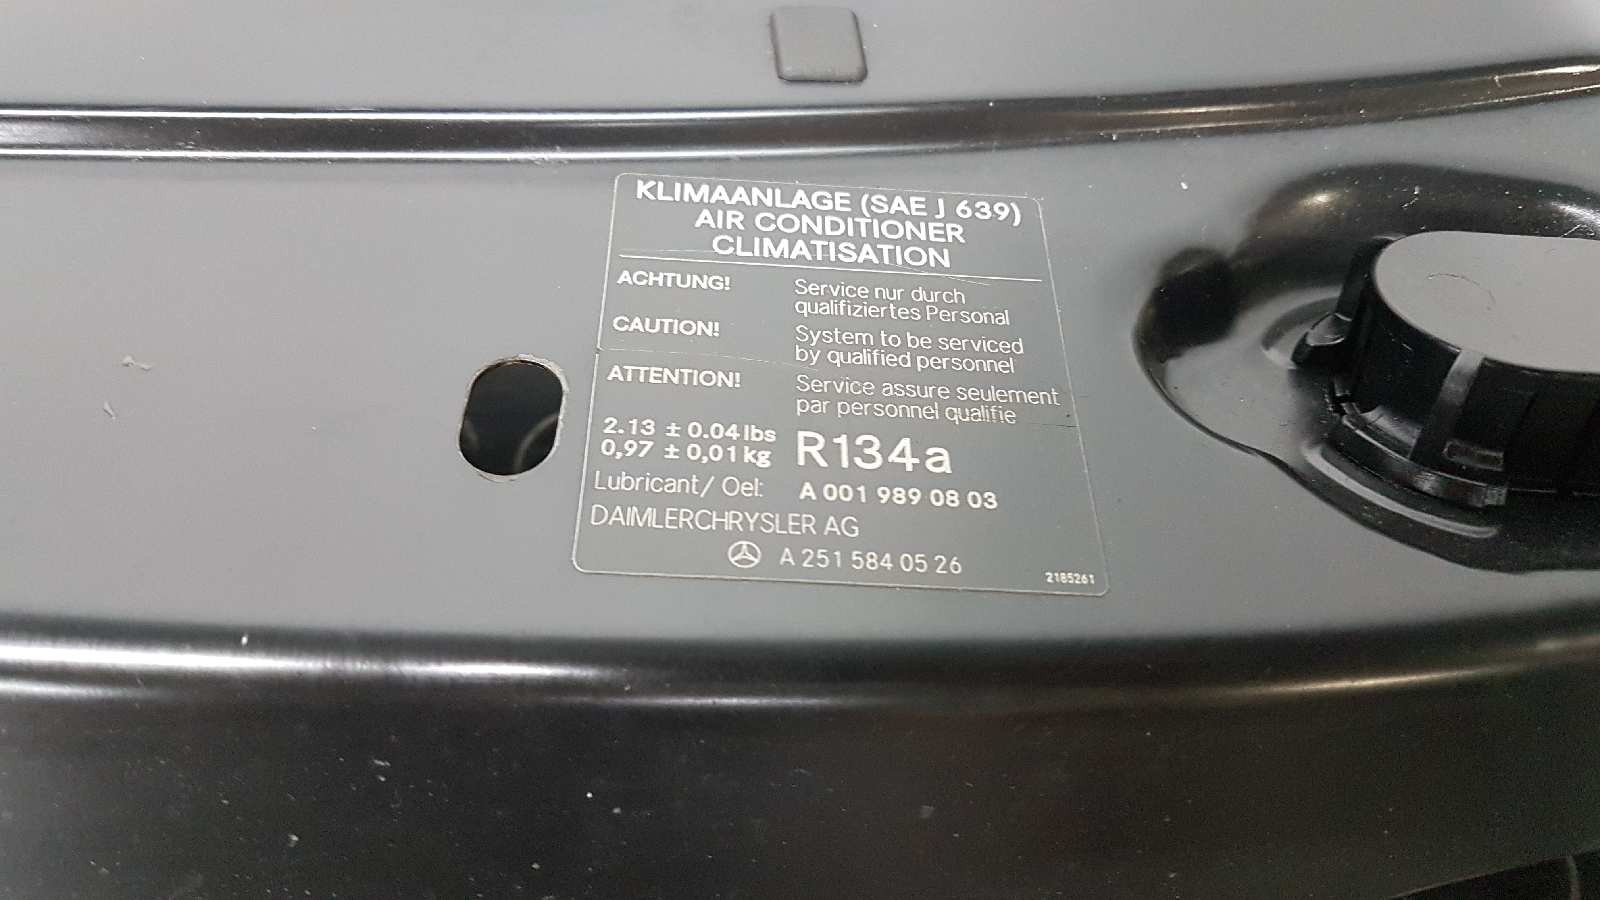 KLIMAANLAGE (SAE J 639)
AIR CONDITIONER
CLIMATISATION
ACHTUNG! Service nur durch
qualifiziertes Personal
CAUTION! System to be serviced
by qualified personnel
ATTENTION! Service assure seulement
par personnel qualifie
2.13 ± 0.04 lbs
0,97 ± 0,01 kg R134a
Lubricant/ Oel: A 001 989 08 03
DAIMLERCHRYSLER AG
A 251 584 05 26
2185261